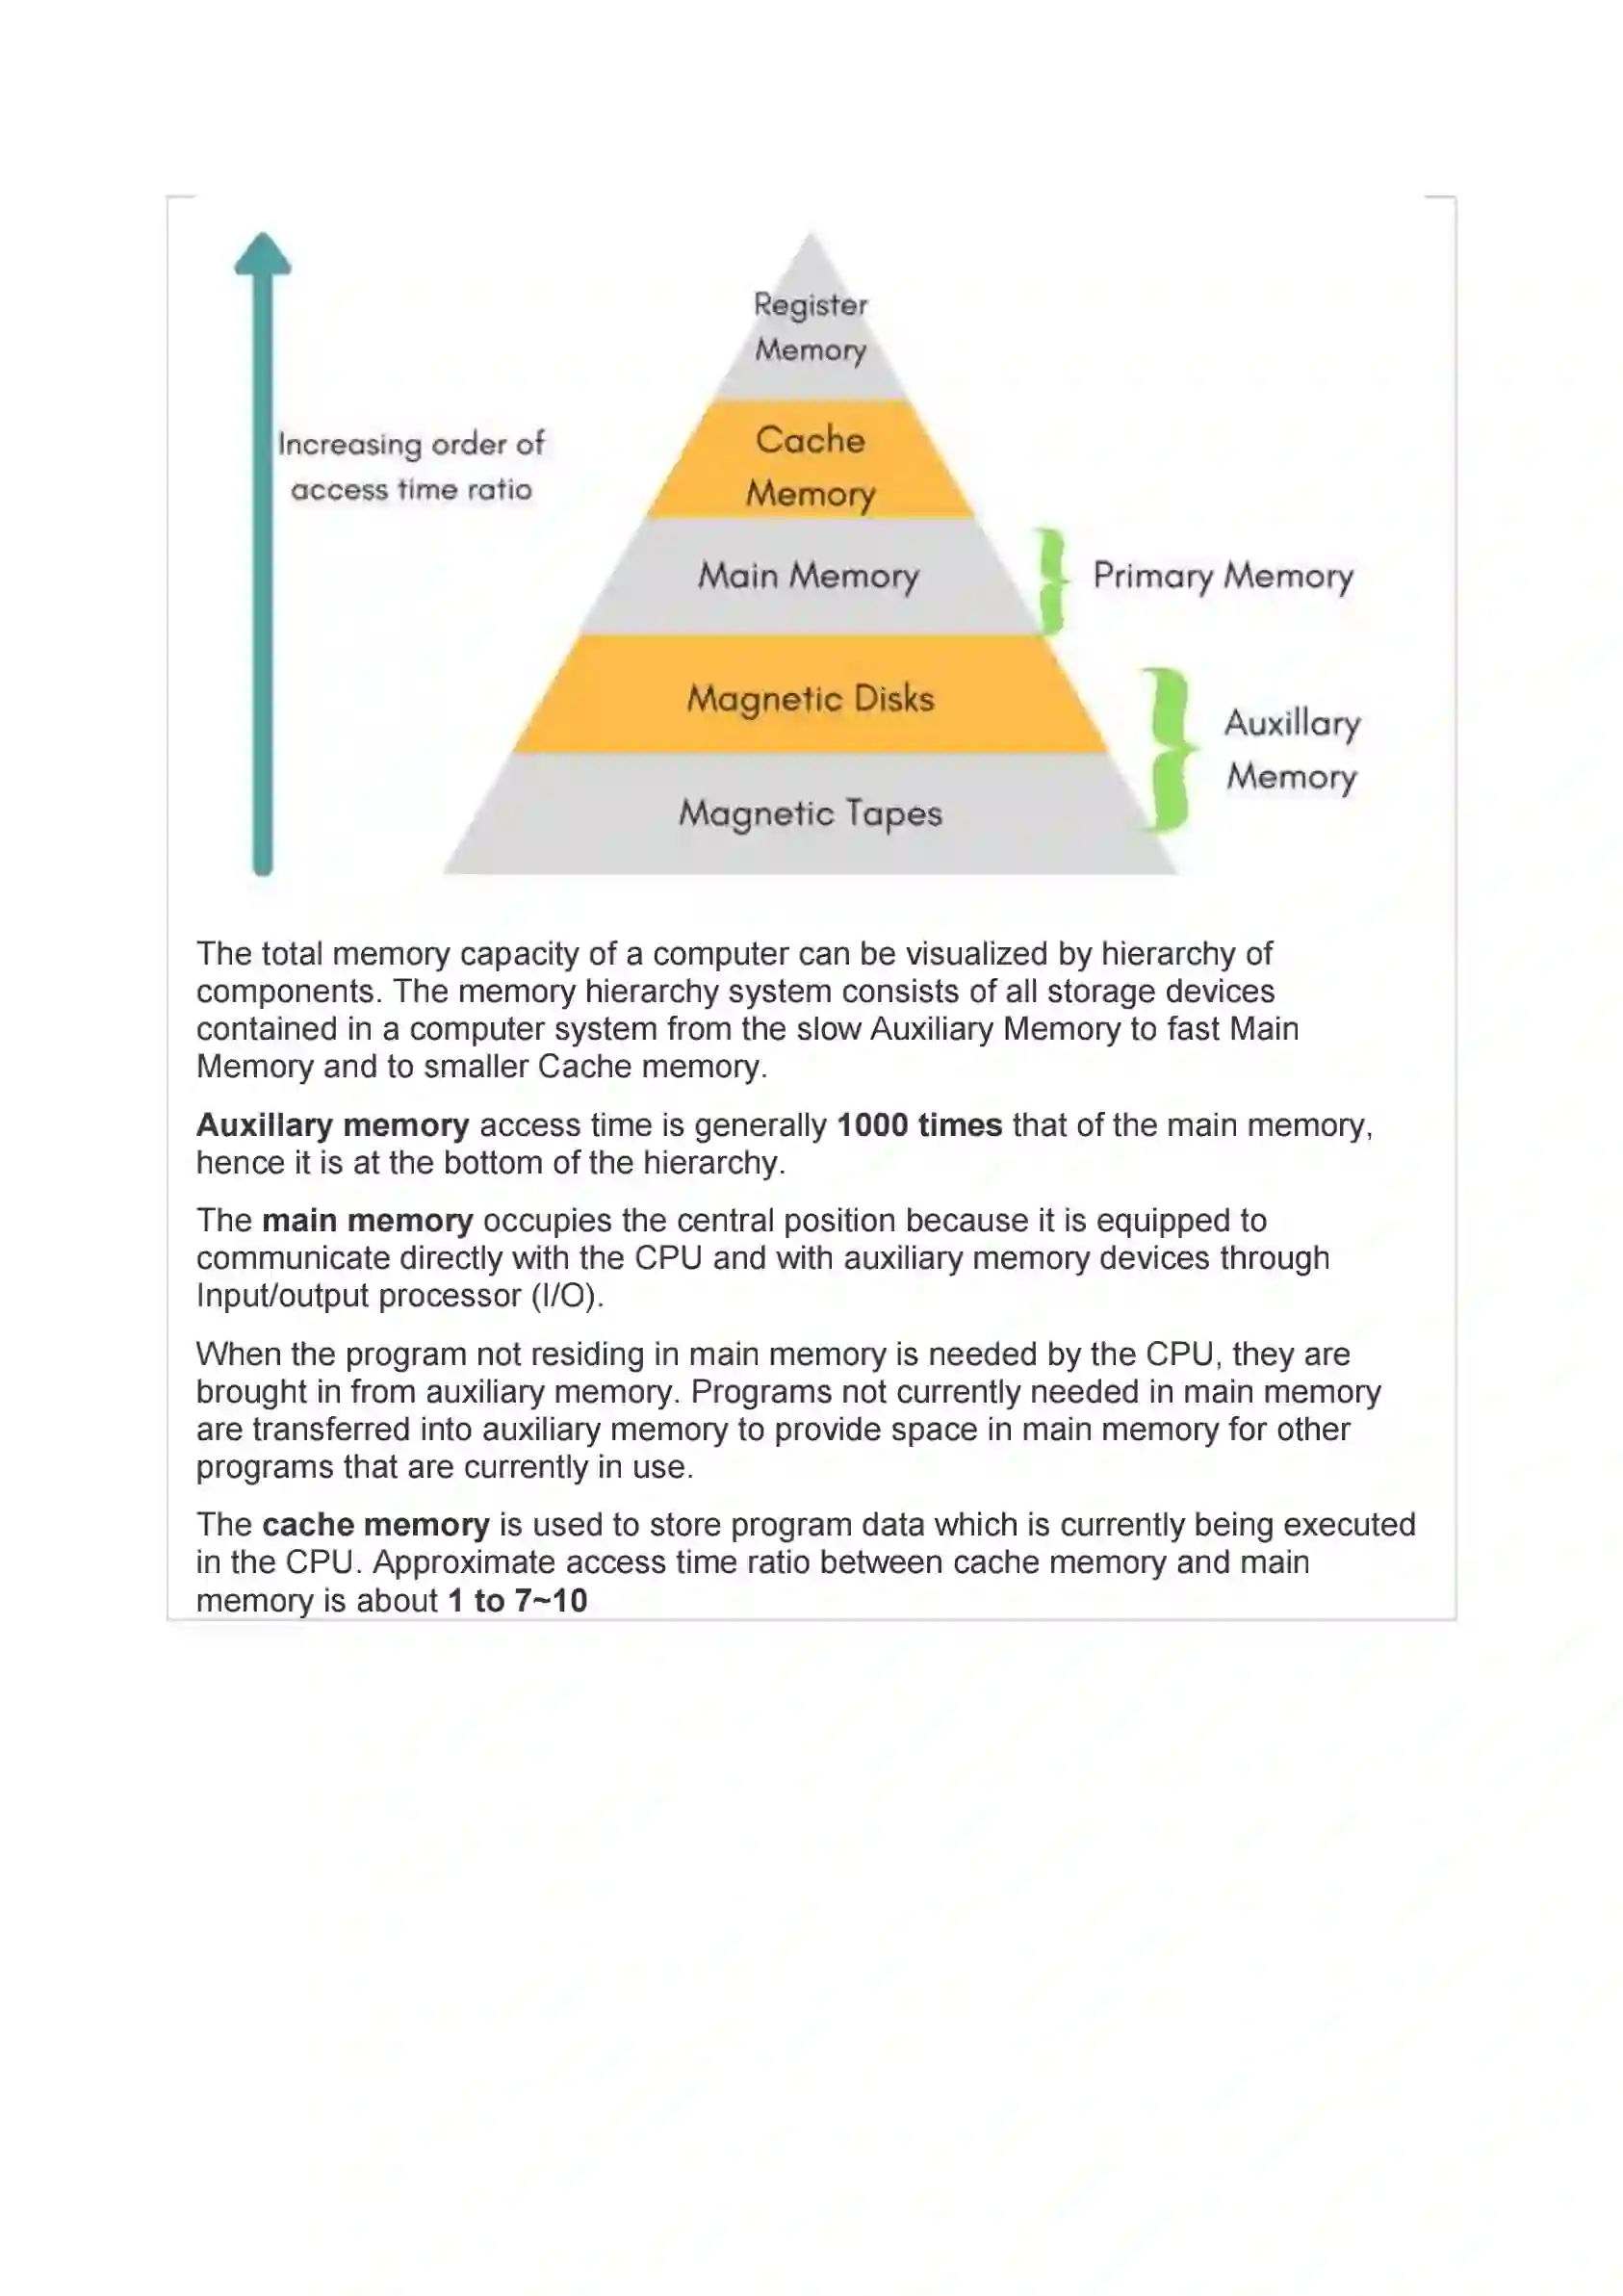 Register
Memory
Increasing order of
access time ratio
Cache
Memory
Main Memory
Primary Memory
Magnetic Disks
Auxillary
Memory
Magnetic Tapes
The total memory capacity of a computer can be visualized by hierarchy of
components. The memory hierarchy system consists of all storage devices
contained in a computer system from the slow Auxiliary Memory to fast Main
Memory and to smaller Cache memory.
Auxillary memory access time is generally 1000 times that of the main memory,
hence it is at the bottom of the hierarchy.
The main memory occupies the central position because it is equipped to
communicate directly with the CPU and with auxiliary memory devices through
Input/output processor (I/O).
When the program not residing in main memory is needed by the CPU, they are
brought in from auxiliary memory. Programs not currently needed in main memory
are transferred into auxiliary memory to provide space in main memory for other
programs that are currently in use.
The cache memory is used to store program data which is currently being executed
in the CPU. Approximate access time ratio between cache memory and main
memory is about 1 to 7~10